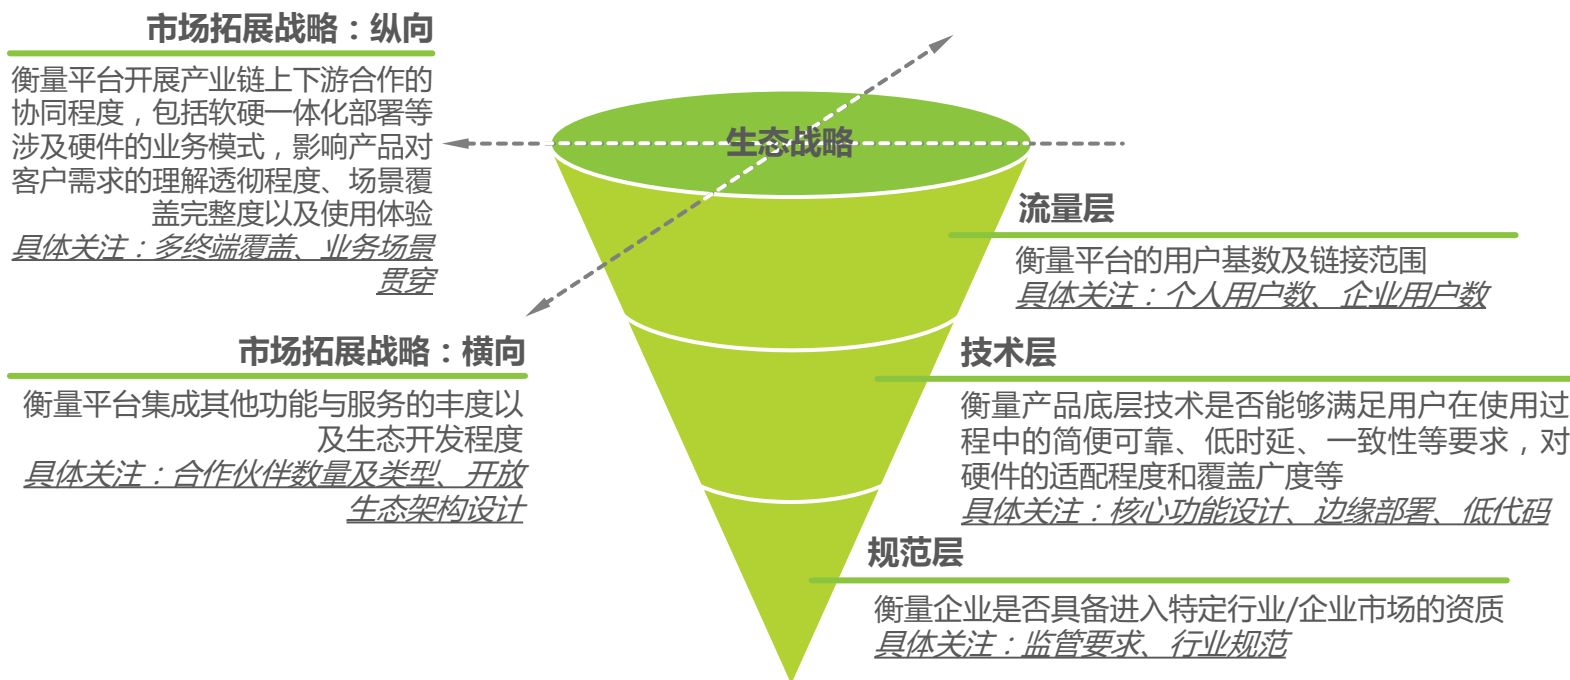 市场拓展战略：纵向
衡量平台开展产业链上下游合作的
协同程度，包括软硬一体化部署等
涉及硬件的业务模式，影响产品对
客户需求的理解透彻程度、场景覆
盖完整度以及使用体验
具体关注：多终端覆盖、业务场景
贯穿
市场拓展战略：横向
衡量平台集成其他功能与服务的丰度以
及生态开发程度
具体关注：合作伙伴数量及类型、开放
生态架构设计
生态战略
流量层
衡量平台的用户基数及链接范围
具体关注：个人用户数、企业用户数
技术层
衡量产品底层技术是否能够满足用户在使用过
程中的简便可靠、低时延、一致性等要求，对
硬件的适配程度和覆盖广度等
具体关注：核心功能设计、边缘部署、低代码
规范层
衡量企业是否具备进入特定行业/企业市场的资质
具体关注：监管要求、行业规范